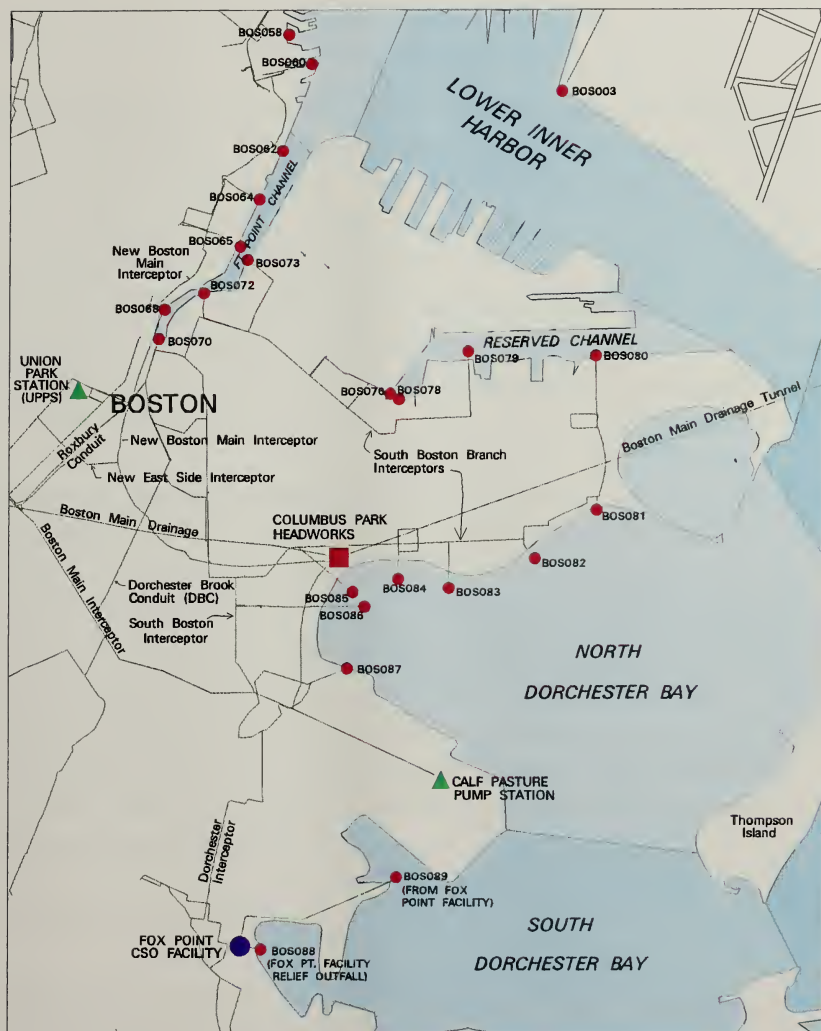 BOS058
BOS060
BOS003
LOWER INNER
HARBOR
BOS062
BOS064
POINT CHANNEL
BOS065
BOS073
New Boston
Main
Interceptor
BOS072
BOS070
RESERVED CHANNEL
BOS079
BOS080
UNION
PARK
STATION
(UPPS)
BOSTON
BOS076
BOS078
Boston Main Drainage Tunnel
Roxbury
Conduit
New Boston Main Interceptor
South Boston Branch
Interceptors
New East Side Interceptor
Boston Main Drainage
COLUMBUS PARK
HEADWORKS
BOS081
BOS082
Boston Main Interceptor
Dorchester Brook
Conduit (DBC)
BOS084
BOS083
BOS085
BOS086
South Boston
Interceptor
NORTH
DORCHESTER BAY
BOS087
CALF PASTURE
PUMP STATION
Thompson
Island
Dorchester
Interceptor
BOS089
(FROM FOX
POINT FACILITY)
SOUTH
DORCHESTER BAY
FOX POINT
CSO FACILITY
BOS088
(FOX PT. FACILITY
RELIEF OUTFALL)